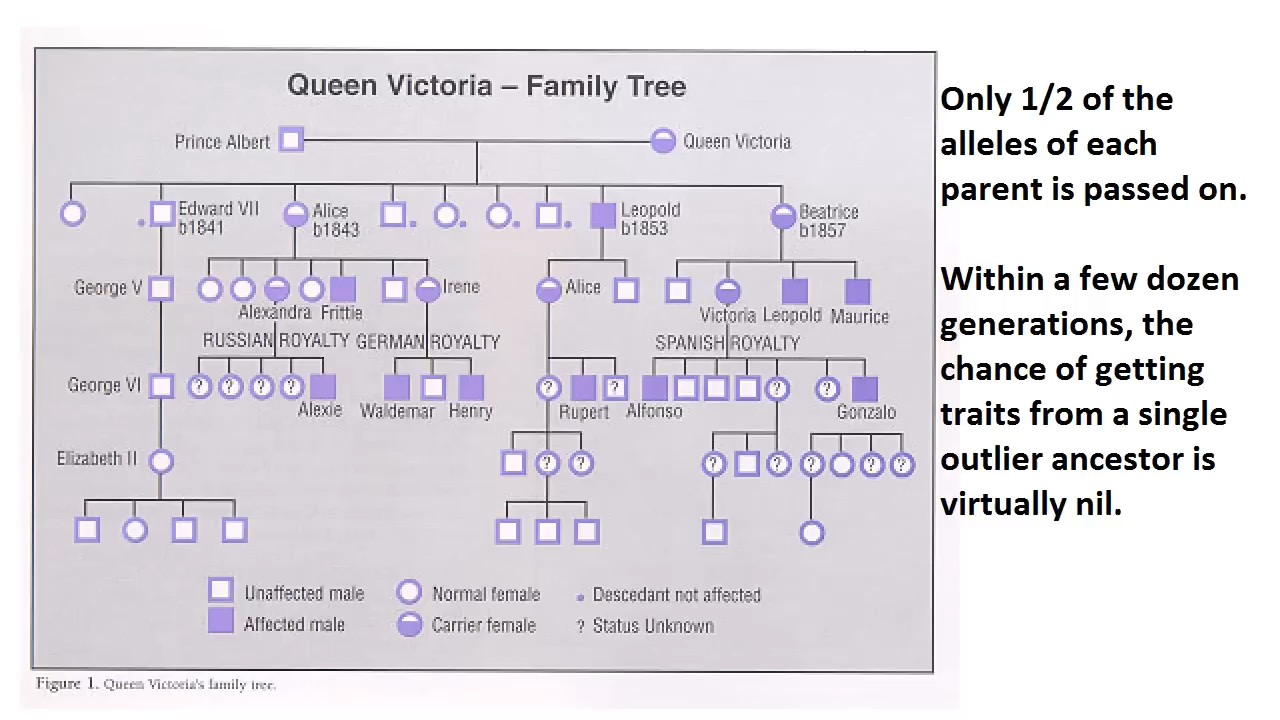 Queen Victoria – Family Tree
Prince Albert
Queen Victoria
Edward VII
b1841
Alice
b1843
Leopold
b1853
Beatrice
b1857
George V
Alexandra
Frittie
Irene
Alice
Victoria
Leopold
Maurice
RUSSIAN ROYALTY
GERMAN ROYALTY
SPANISH ROYALTY
George VI
? ? ? ?
Alexie
Waldemar
Henry
?
Rupert
?
Alfonso
?
?
Gonzalo
Elizabeth II
? ?
? ? ? ? ?
Unaffected male
Normal female
Descedant not affected
Affected male
Carrier female
? Status Unknown
Figure 1. Queen Victoria's family tree.
Only 1/2 of the
alleles of each
parent is passed on.
Within a few dozen
generations, the
chance of getting
traits from a single
outlier ancestor is
virtually nil.